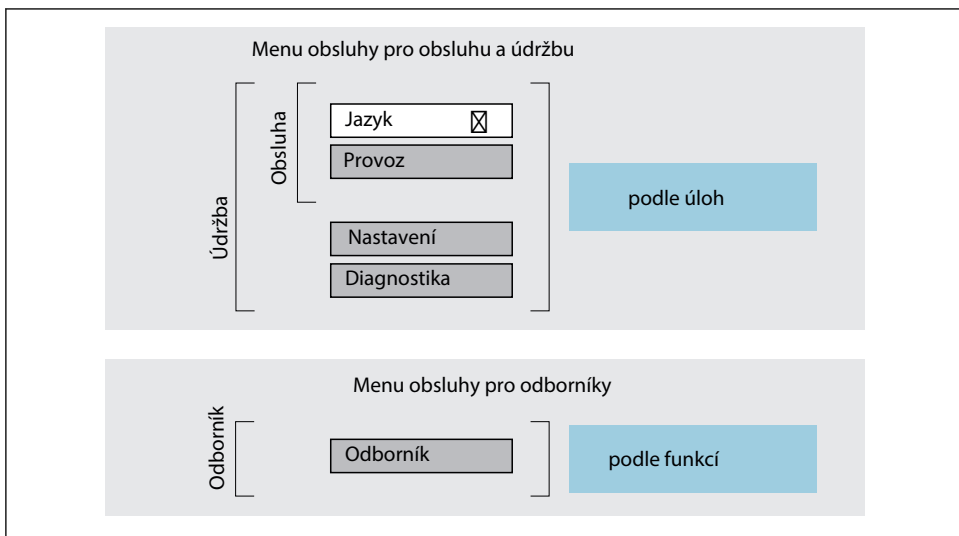 Menu obsluhy pro obsluhu a údržbu
Údržba
Obsluha
Jazyk
Provoz
Nastavení
Diagnostika
podle úloh
Menu obsluhy pro odborníky
Odborník
Odborník
podle funkcí